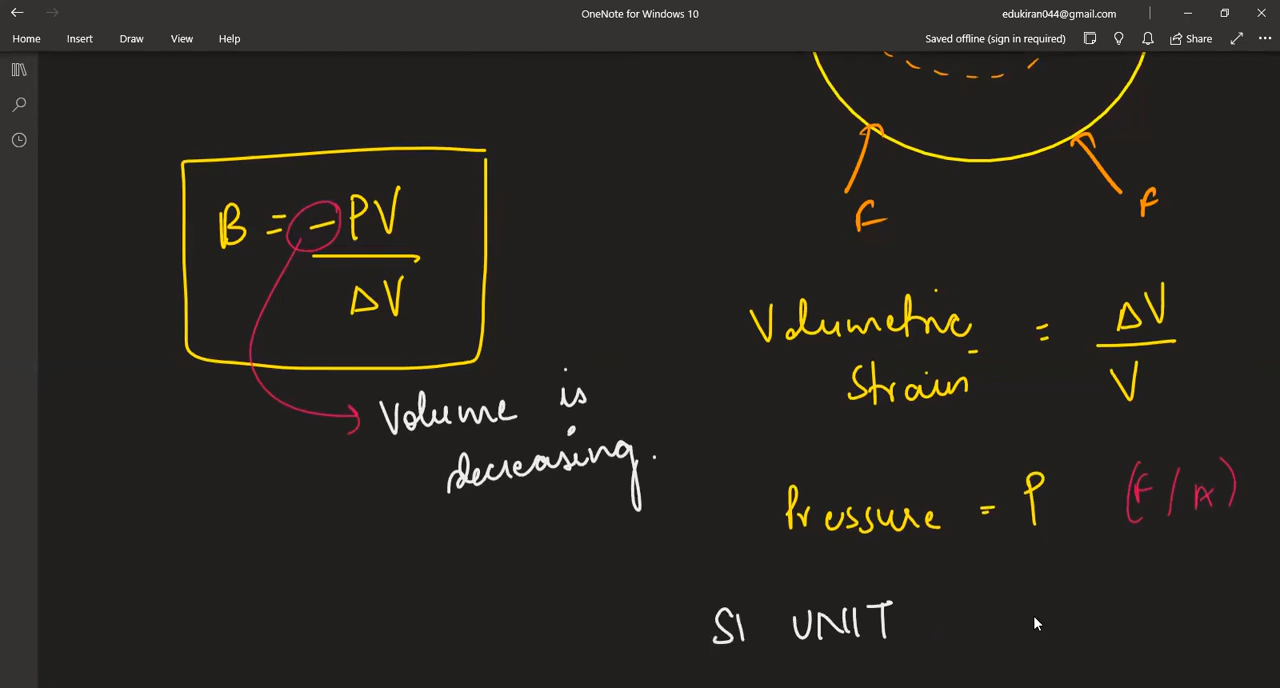 OneNote for Windows 10
edukiran044@gmail.com
Home Insert Draw View Help
Saved offline (sign in required)
Share
F
F
B = -PV
ΔV
Volume is
decreasing.
Volumetric
Strain
= ΔV
V
Pressure = P (F/A)
SI UNIT